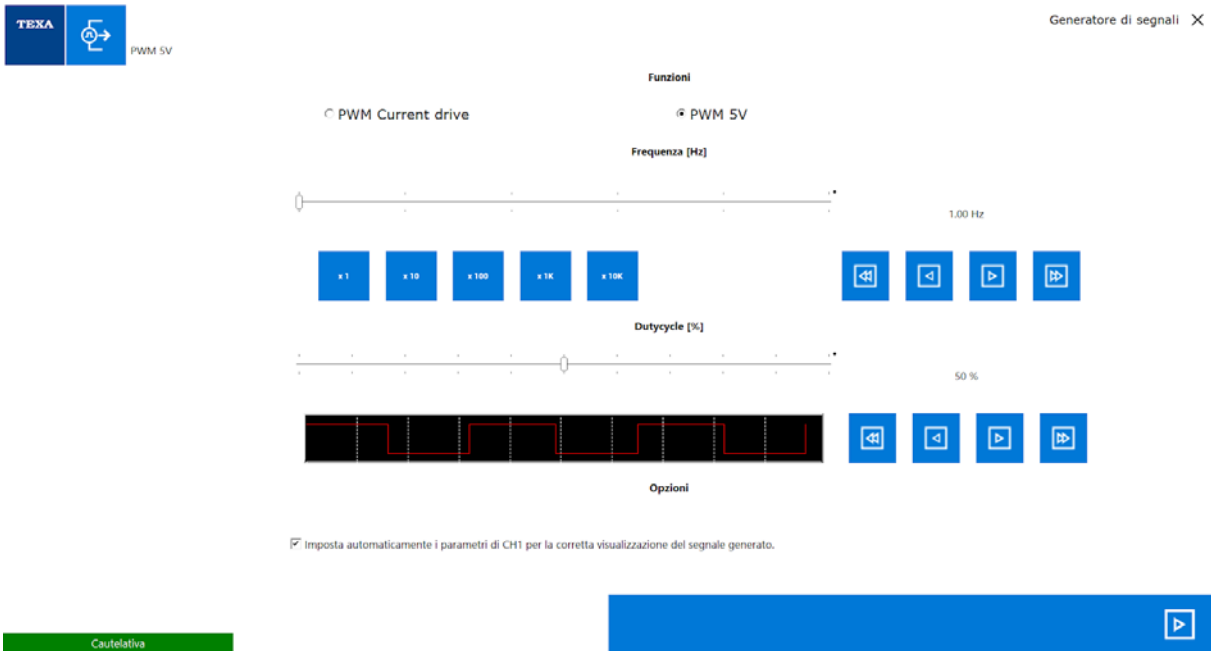 TEXA
PWM 5V
Generatore di segnali
Funzioni
PWM Current drive
PWM 5V
Frequenza [Hz]
1.00 Hz
x 1
x 10
x 100
x 1K
x 10K
Dutycycle [%]
50 %
Opzioni
Imposta automaticamente i parametri di CH1 per la corretta visualizzazione del segnale generato.
Cautelativa